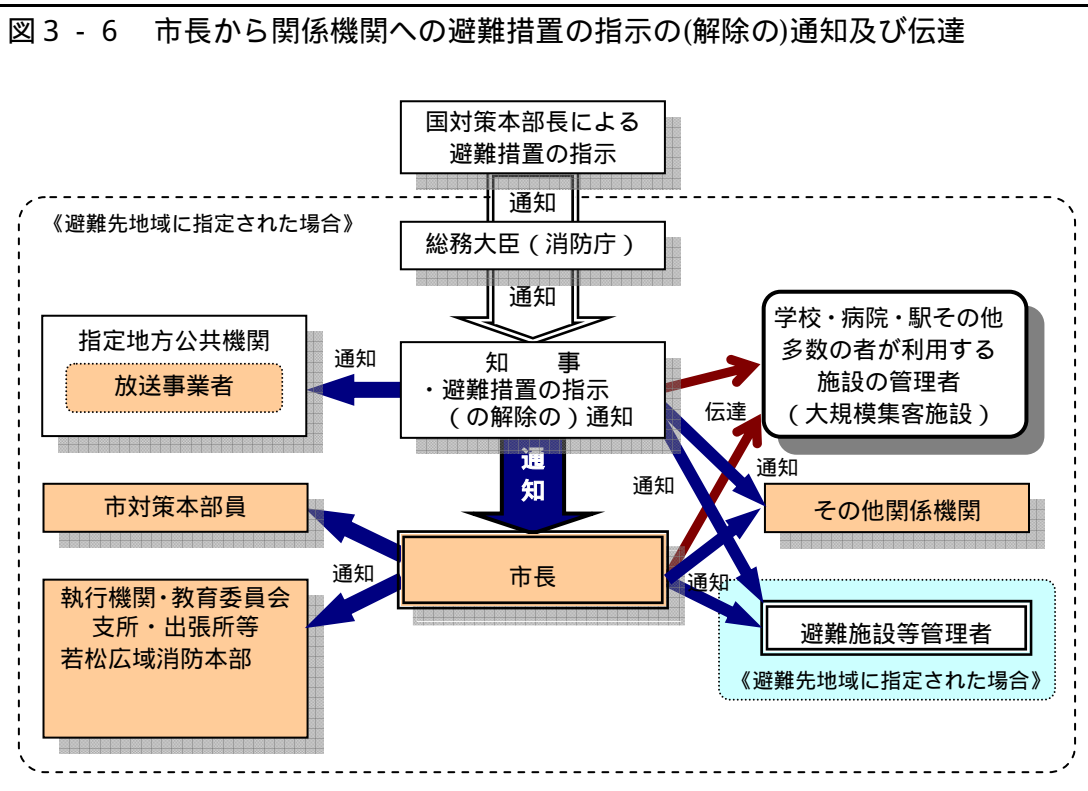 図３‐６　市長から関係機関への避難措置の指示の(解除の)通知及び伝達
国対策本部長による
避難措置の指示
通知
《避難先地域に指定された場合》
総務大臣（消防庁）
通知
指定地方公共機関
放送事業者
通知
知　　事
・避難措置の指示
（の解除の）通知
学校・病院・駅その他
多数の者が利用する
施設の管理者
（大規模集客施設）
伝達
通
知
通知
通知
市対策本部員
その他関係機関
通知
市長
通知
執行機関・教育委員会
支所・出張所等
若松広域消防本部
避難施設等管理者
《避難先地域に指定された場合》